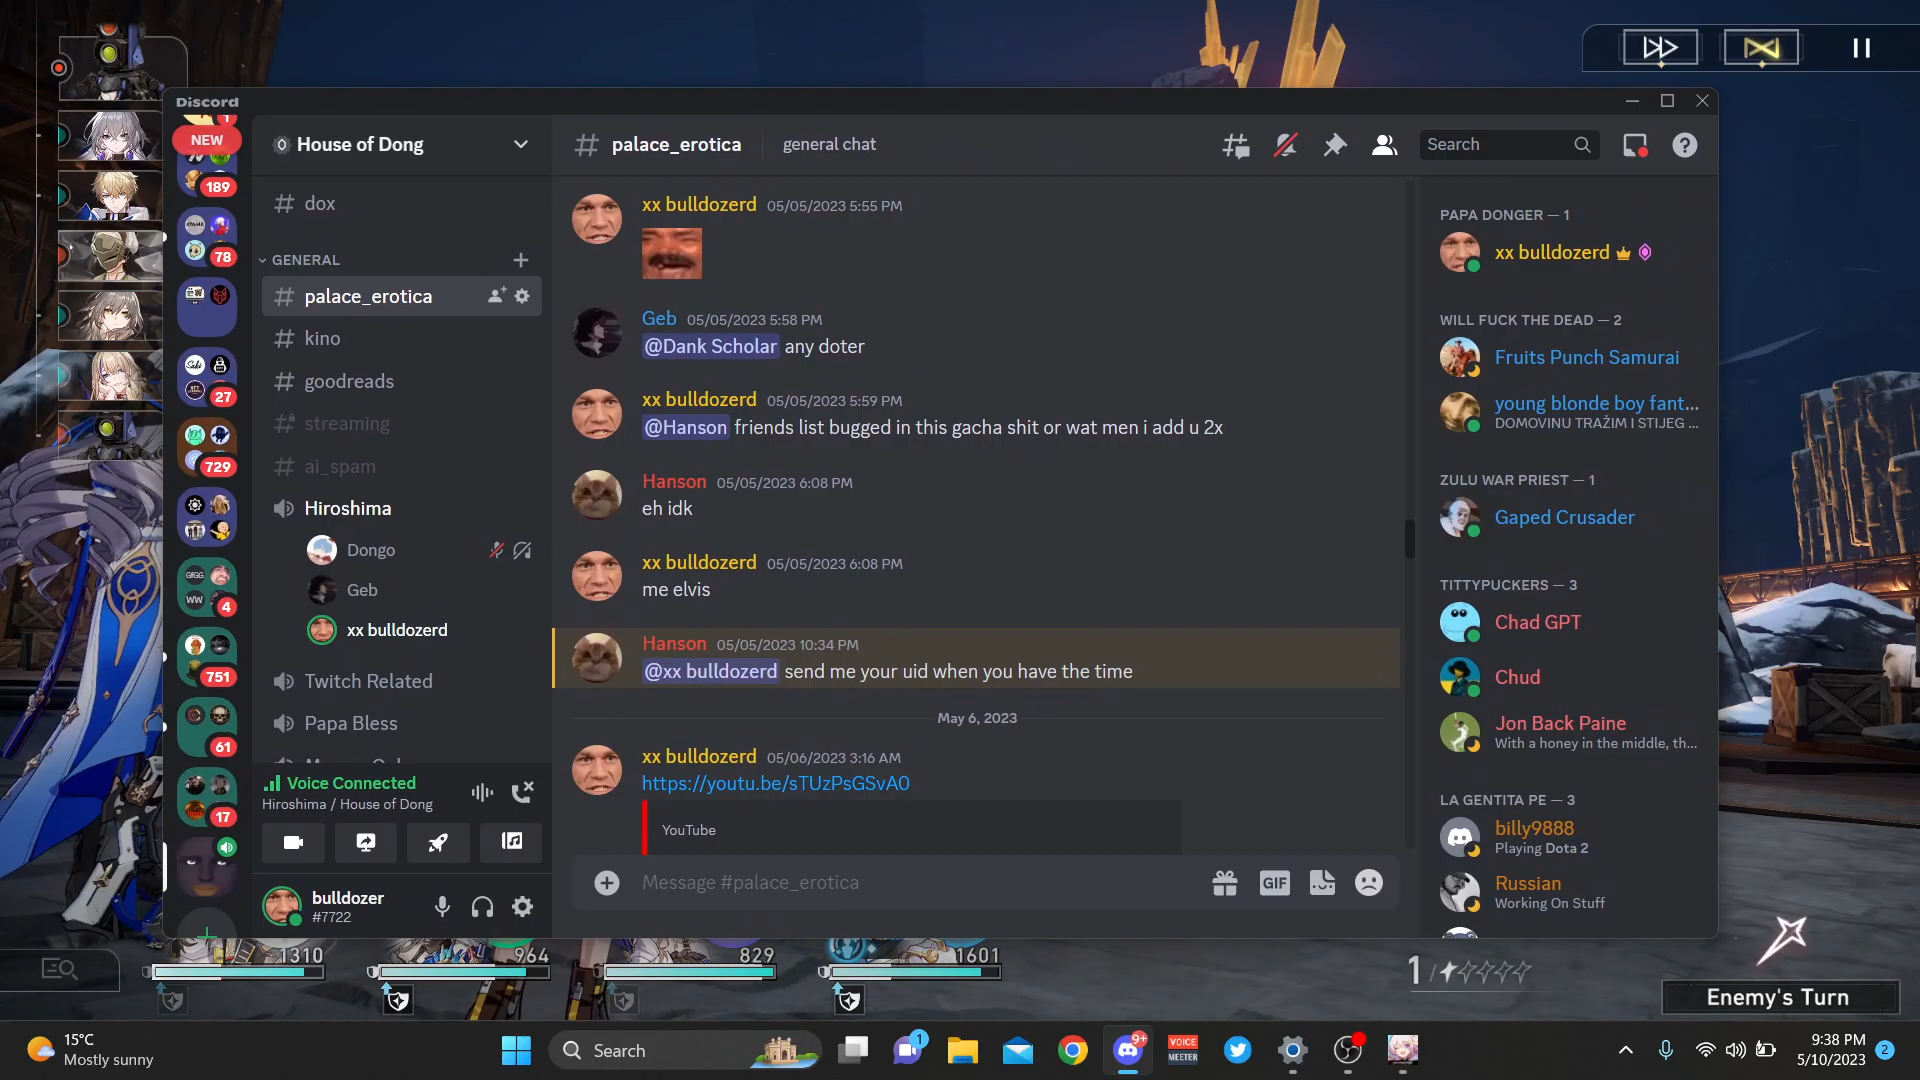 Discord
NEW
1
189
78
27
729
4
751
61
17
House of Dong
dox
GENERAL
palace_erotica
kino
goodreads
streaming
ai_spam
Hiroshima
Dongo
Geb
xx bulldozerd
Twitch Related
Papa Bless
Voice Connected
Hiroshima / House of Dong
bulldozer
#7722
palace_erotica
general chat
Search
xx bulldozerd 05/05/2023 5:55 PM
Geb 05/05/2023 5:58 PM
@Dank Scholar any doter
xx bulldozerd 05/05/2023 5:59 PM
@Hanson friends list bugged in this gacha shit or wat men i add u 2x
Hanson 05/05/2023 6:08 PM
eh idk
xx bulldozerd 05/05/2023 6:08 PM
me elvis
Hanson 05/05/2023 10:34 PM
@xx bulldozerd send me your uid when you have the time
May 6, 2023
xx bulldozerd 05/06/2023 3:16 AM
https://youtu.be/sTUzPsGSvA0
YouTube
Message #palace_erotica
GIF
PAPA DONGER — 1
xx bulldozerd
WILL FUCK THE DEAD — 2
Fruits Punch Samurai
young blonde boy fant...
DOMOVINU TRAŽIM I STIJEG ...
ZULU WAR PRIEST — 1
Gaped Crusader
TITTYPUCKERS — 3
Chad GPT
Chud
Jon Back Paine
With a honey in the middle, th...
LA GENTITA PE — 3
billy9888
Playing Dota 2
Russian
Working On Stuff
1310
964
829
1601
1 /
Enemy's Turn
15°C
Mostly sunny
Search
1
9+
VOICE
MEETER
9:38 PM
5/10/2023
2